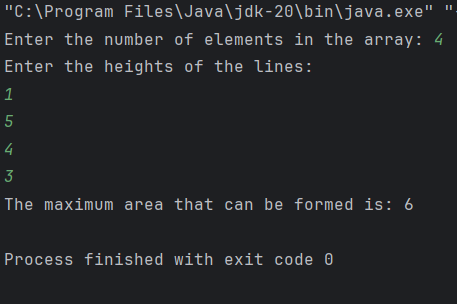 "C:\Program Files\Java\jdk-20\bin\java.exe" "
Enter the number of elements in the array: 4
Enter the heights of the lines:
1
5
4
3
The maximum area that can be formed is: 6
Process finished with exit code 0